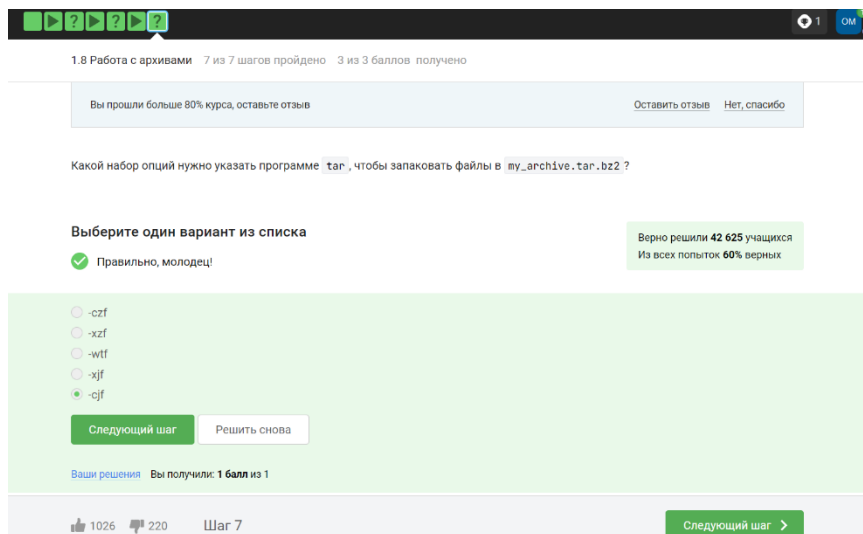 ? ? ?
1 ОМ
1.8 Работа с архивами 7 из 7 шагов пройдено 3 из 3 баллов получено
Вы прошли больше 80% курса, оставьте отзыв Оставить отзыв Нет, спасибо
Какой набор опций нужно указать программе tar, чтобы запаковать файлы в my_archive.tar.bz2 ?
Выберите один вариант из списка
Правильно, молодец!
Верно решили 42 625 учащихся
Из всех попыток 60% верных
-czf
-xzf
-wtf
-xjf
-cjf
Следующий шаг Решить снова
Ваши решения Вы получили: 1 балл из 1
1026 220 Шаг 7 Следующий шаг